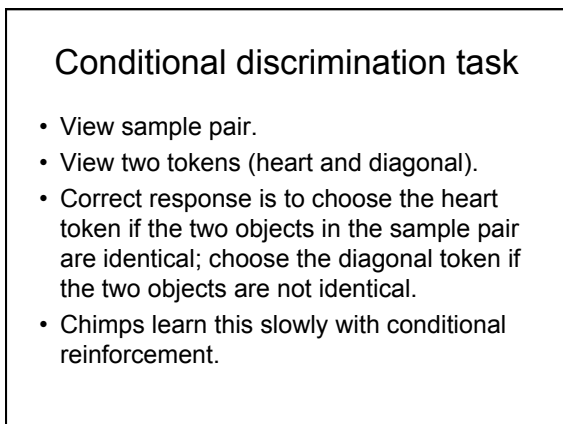 Conditional discrimination task
• View sample pair.
• View two tokens (heart and diagonal).
• Correct response is to choose the heart
token if the two objects in the sample pair
are identical; choose the diagonal token if
the two objects are not identical.
• Chimps learn this slowly with conditional
reinforcement.